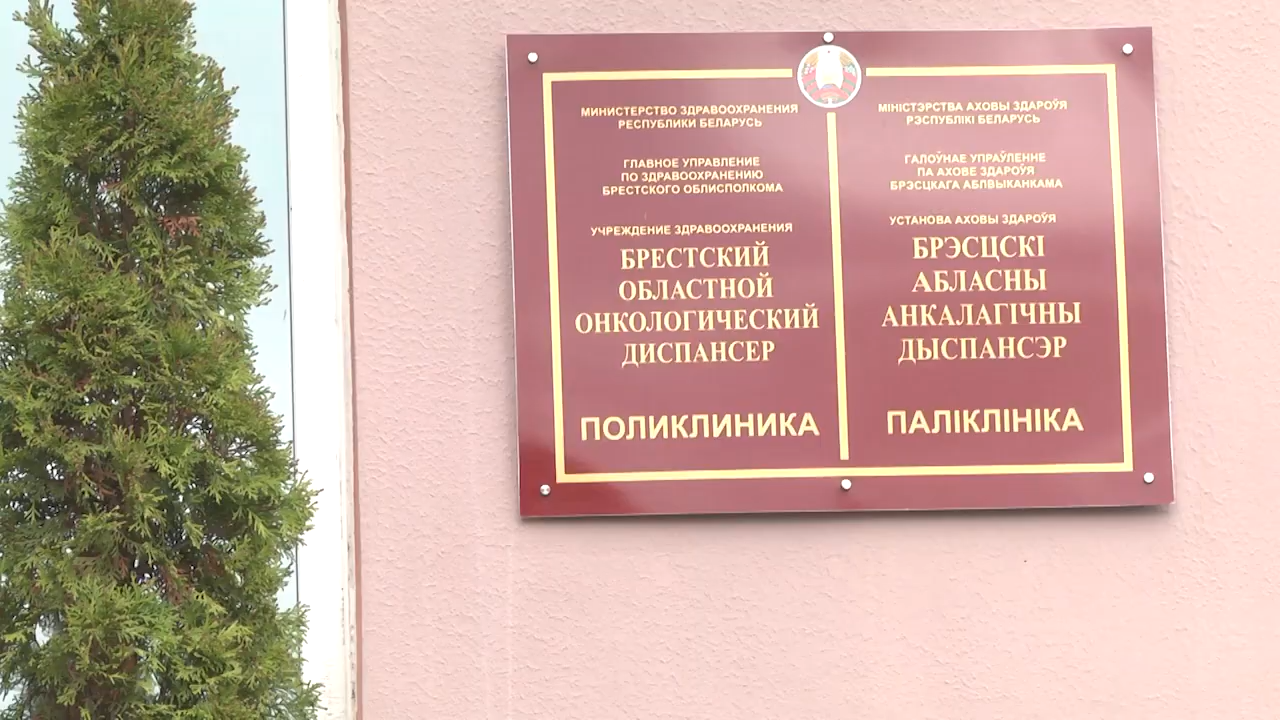 МИНИСТЕРСТВО ЗДРАВООХРАНЕНИЯ
РЕСПУБЛИКИ БЕЛАРУСЬ
ГЛАВНОЕ УПРАВЛЕНИЕ
ПО ЗДРАВООХРАНЕНИЮ
БРЕСТСКОГО ОБЛИСПОЛКОМА
УЧРЕЖДЕНИЕ ЗДРАВООХРАНЕНИЯ
БРЕСТСКИЙ
ОБЛАСТНОЙ
ОНКОЛОГИЧЕСКИЙ
ДИСПАНСЕР
ПОЛИКЛИНИКА
МІНІСТЭРСТВА АХОВЫ ЗДАРОЎЯ
РЭСПУБЛІКІ БЕЛАРУСЬ
ГАЛОЎНАЕ УПРАЎЛЕННЕ
ПА АХОВЕ ЗДАРОЎЯ
БРЭСЦКАГА АБЛВЫКАНКАМА
УСТАНОВА АХОВЫ ЗДАРОЎЯ
БРЭСЦСКІ
АБЛАСНЫ
АНКАЛАГІЧНЫ
ДЫСПАНСЭР
ПАЛІКЛІНІКА